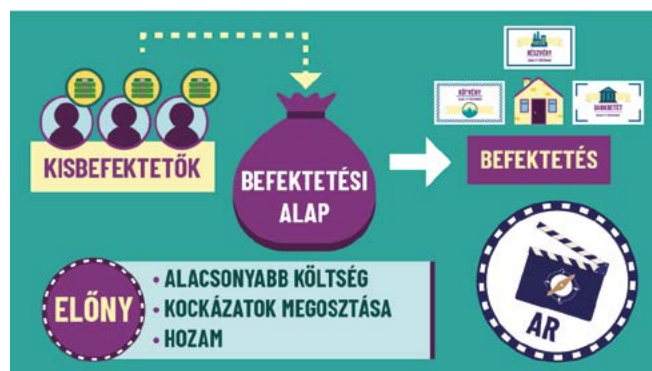 RÉSZVÉNY
KÖTVÉNY
BANKBETÉT
KISBEFEKTETŐK
BEFEKTETÉSI
ALAP
BEFEKTETÉS
ELŐNY
• ALACSONYABB KÖLTSÉG
• KOCKÁZATOK MEGOSZTÁSA
• HOZAM
AR